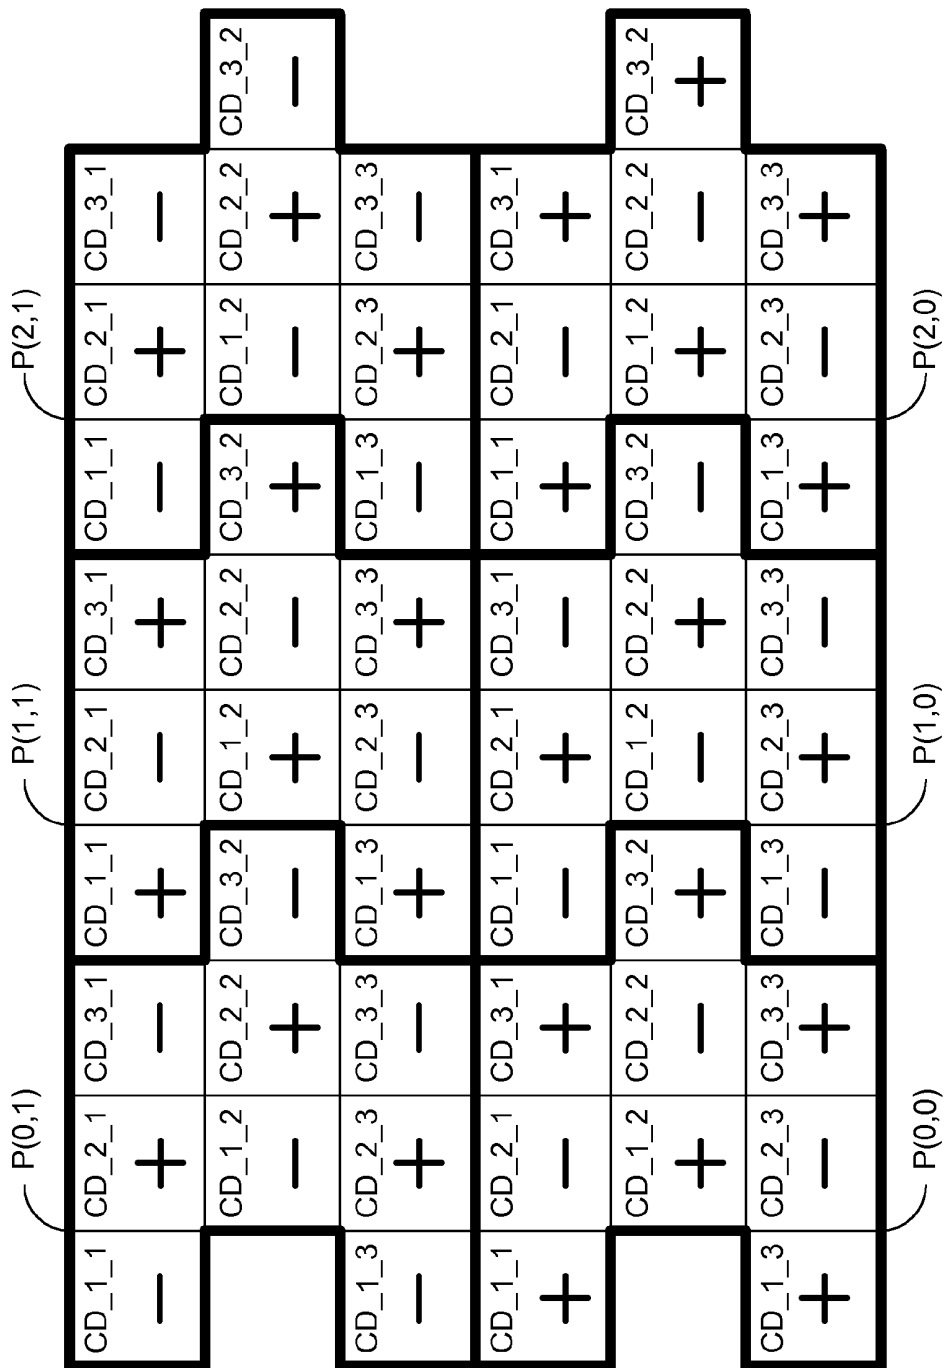 P(0,1) P(1,1) P(2,1)
CD_1_1 CD_2_1 CD_3_1 CD_1_1 CD_2_1 CD_3_1 CD_1_1 CD_2_1 CD_3_1
− + − + − + − + −
CD_1_2 CD_2_2 CD_3_2 CD_1_2 CD_2_2 CD_3_2 CD_1_2 CD_2_2 CD_3_2
− + − + − + − + −
CD_1_3 CD_2_3 CD_3_3 CD_1_3 CD_2_3 CD_3_3 CD_1_3 CD_2_3 CD_3_3
− + − + − + − + −
CD_1_1 CD_2_1 CD_3_1 CD_1_1 CD_2_1 CD_3_1 CD_1_1 CD_2_1 CD_3_1
+ − + − + − + − +
CD_1_2 CD_2_2 CD_3_2 CD_1_2 CD_2_2 CD_3_2 CD_1_2 CD_2_2 CD_3_2
+ − + − + − + − +
CD_1_3 CD_2_3 CD_3_3 CD_1_3 CD_2_3 CD_3_3 CD_1_3 CD_2_3 CD_3_3
+ − + − + − + − +
P(0,0) P(1,0) P(2,0)